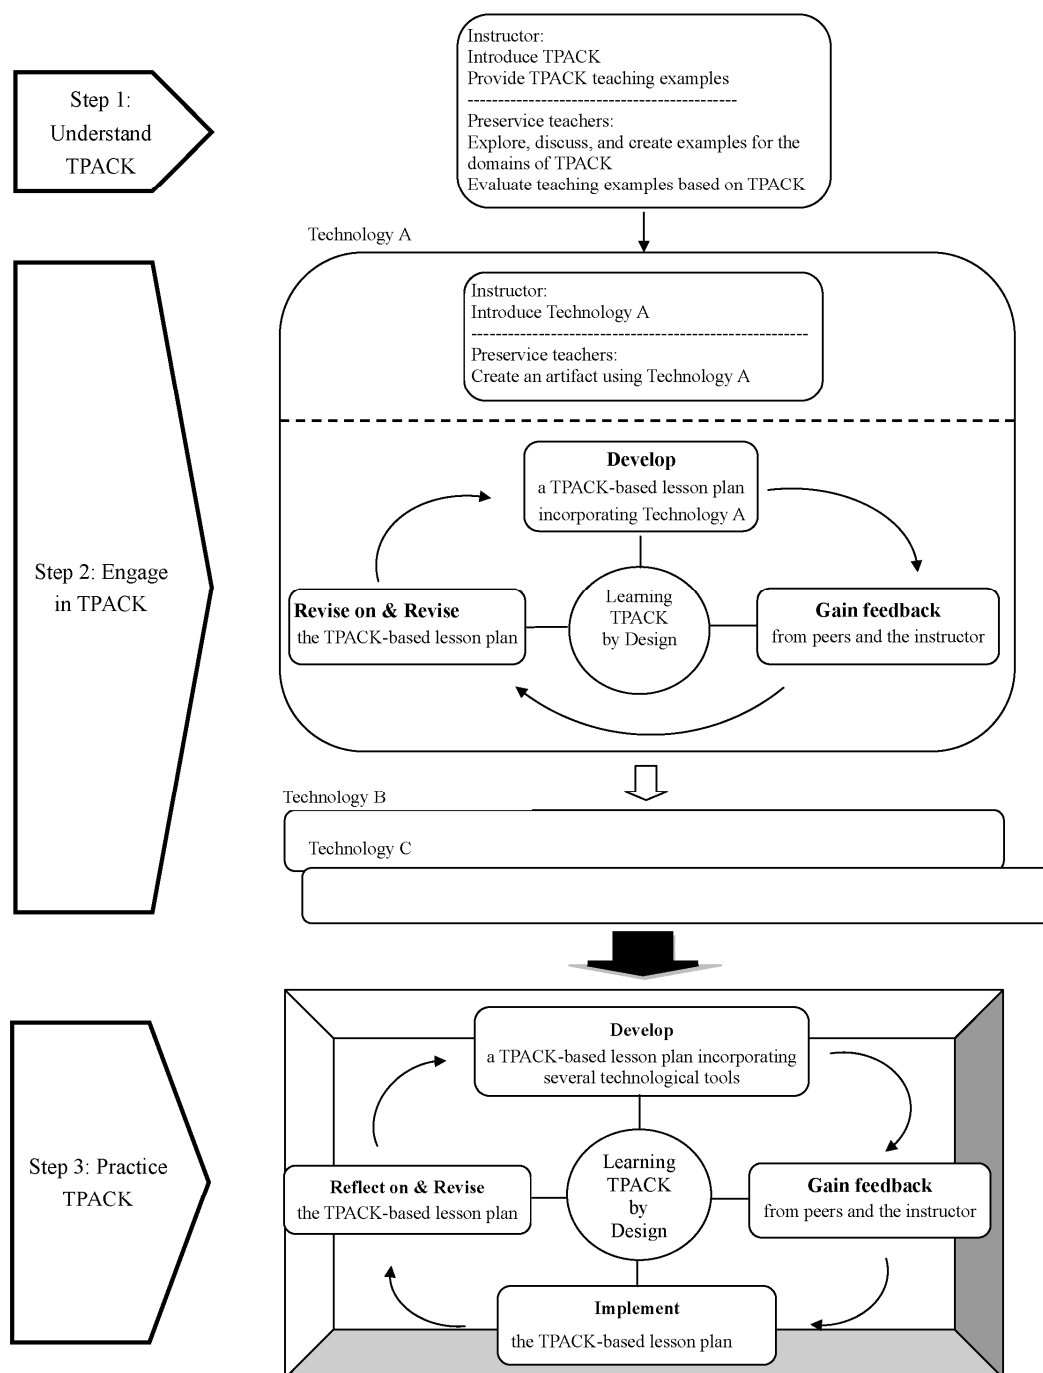 Step 1:
Understand
TPACK
Instructor:
Introduce TPACK
Provide TPACK teaching examples
--------------------------------------------
Preservice teachers:
Explore, discuss, and create examples for the
domains of TPACK
Evaluate teaching examples based on TPACK
Technology A
Instructor:
Introduce Technology A
-------------------------------------------------------
Preservice teachers:
Create an artifact using Technology A
Step 2: Engage
in TPACK
Develop
a TPACK-based lesson plan
incorporating Technology A
Revise on & Revise
the TPACK-based lesson plan
Learning
TPACK
by Design
Gain feedback
from peers and the instructor
Technology B
Technology C
Step 3: Practice
TPACK
Develop
a TPACK-based lesson plan incorporating
several technological tools
Reflect on & Revise
the TPACK-based lesson plan
Learning
TPACK
by
Design
Gain feedback
from peers and the instructor
Implement
the TPACK-based lesson plan